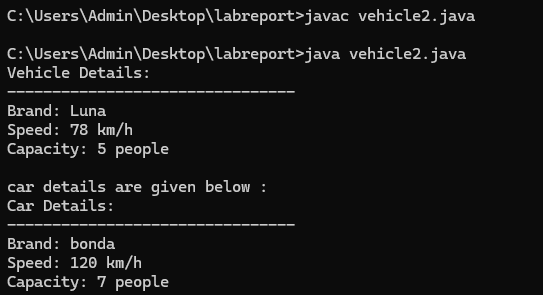 C:\Users\Admin\Desktop\labreport>javac vehicle2.java
C:\Users\Admin\Desktop\labreport>java vehicle2.java
Vehicle Details:
--------------------------------
Brand: Luna
Speed: 78 km/h
Capacity: 5 people
car details are given below :
Car Details:
--------------------------------
Brand: bonda
Speed: 120 km/h
Capacity: 7 people